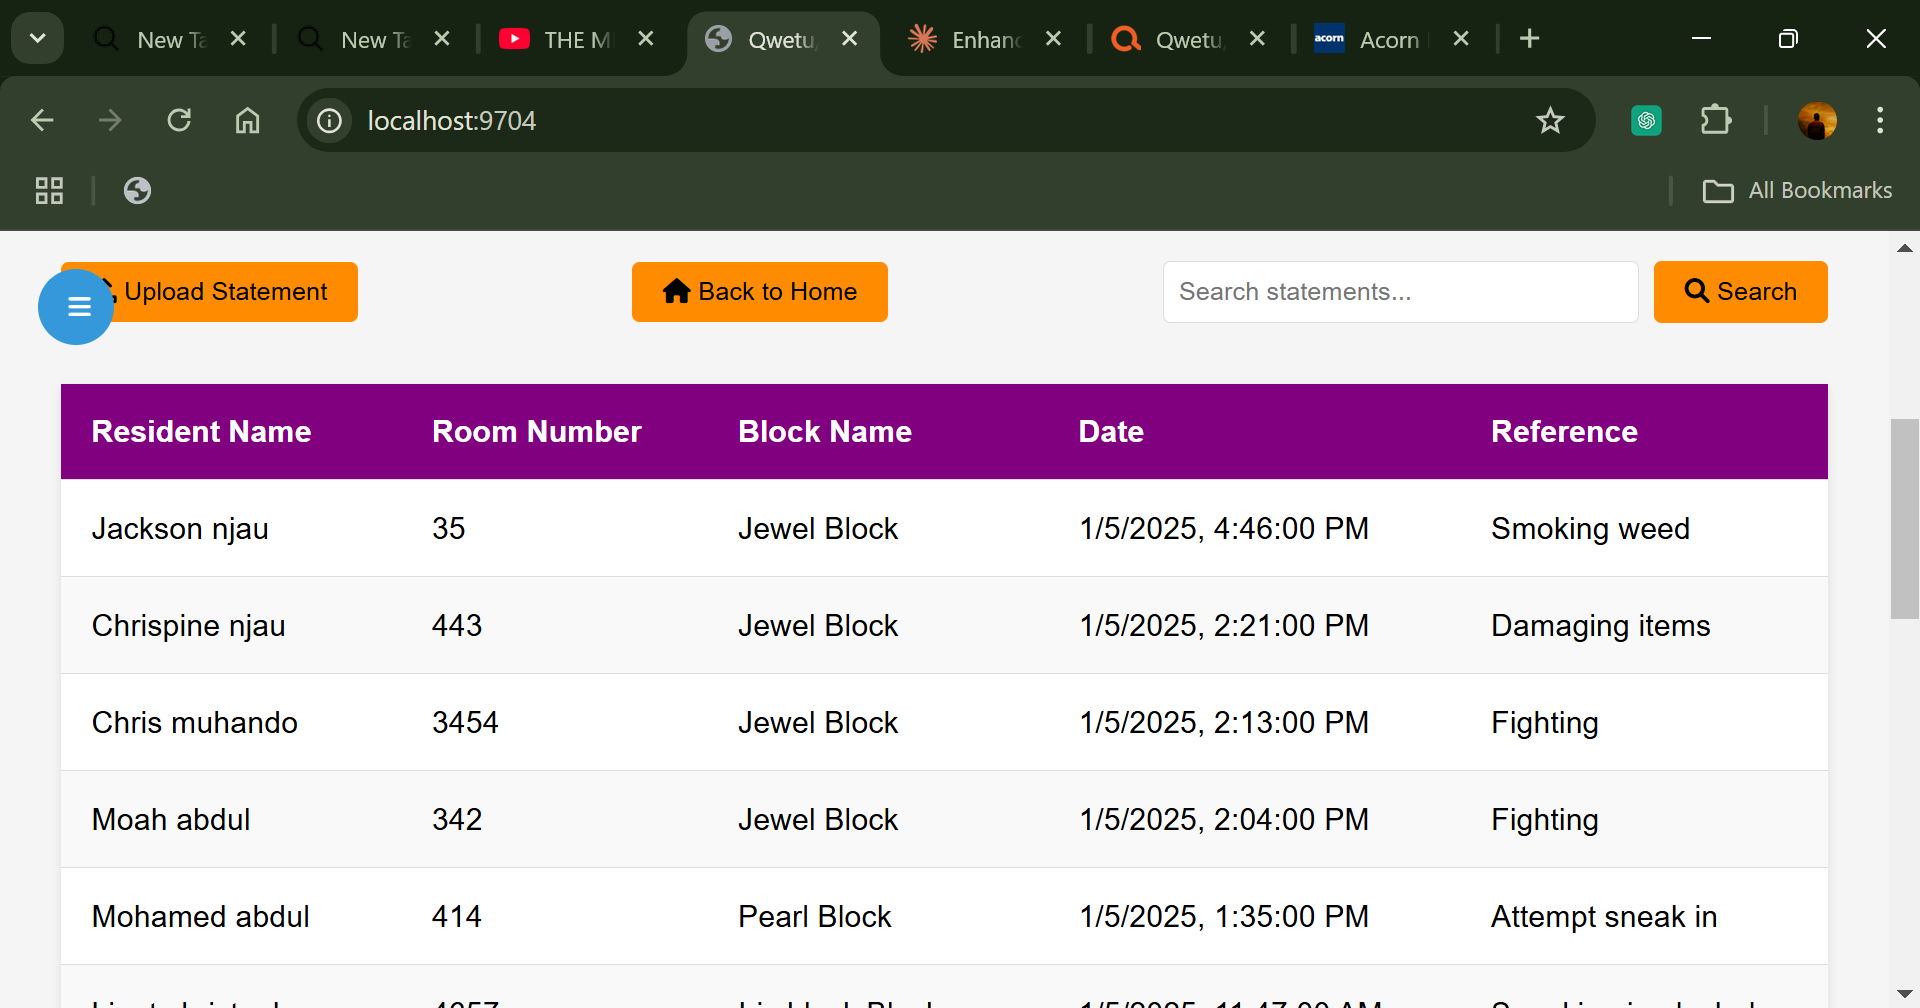 New Ta
New Ta
THE M
Qwetu,
Enhanc
Qwetu,
acorn
Acorn
localhost:9704
All Bookmarks
Upload Statement
Back to Home
Search statements...
Search
Resident Name Room Number Block Name Date Reference
Jackson njau 35 Jewel Block 1/5/2025, 4:46:00 PM Smoking weed
Chrispine njau 443 Jewel Block 1/5/2025, 2:21:00 PM Damaging items
Chris muhando 3454 Jewel Block 1/5/2025, 2:13:00 PM Fighting
Moah abdul 342 Jewel Block 1/5/2025, 2:04:00 PM Fighting
Mohamed abdul 414 Pearl Block 1/5/2025, 1:35:00 PM Attempt sneak in